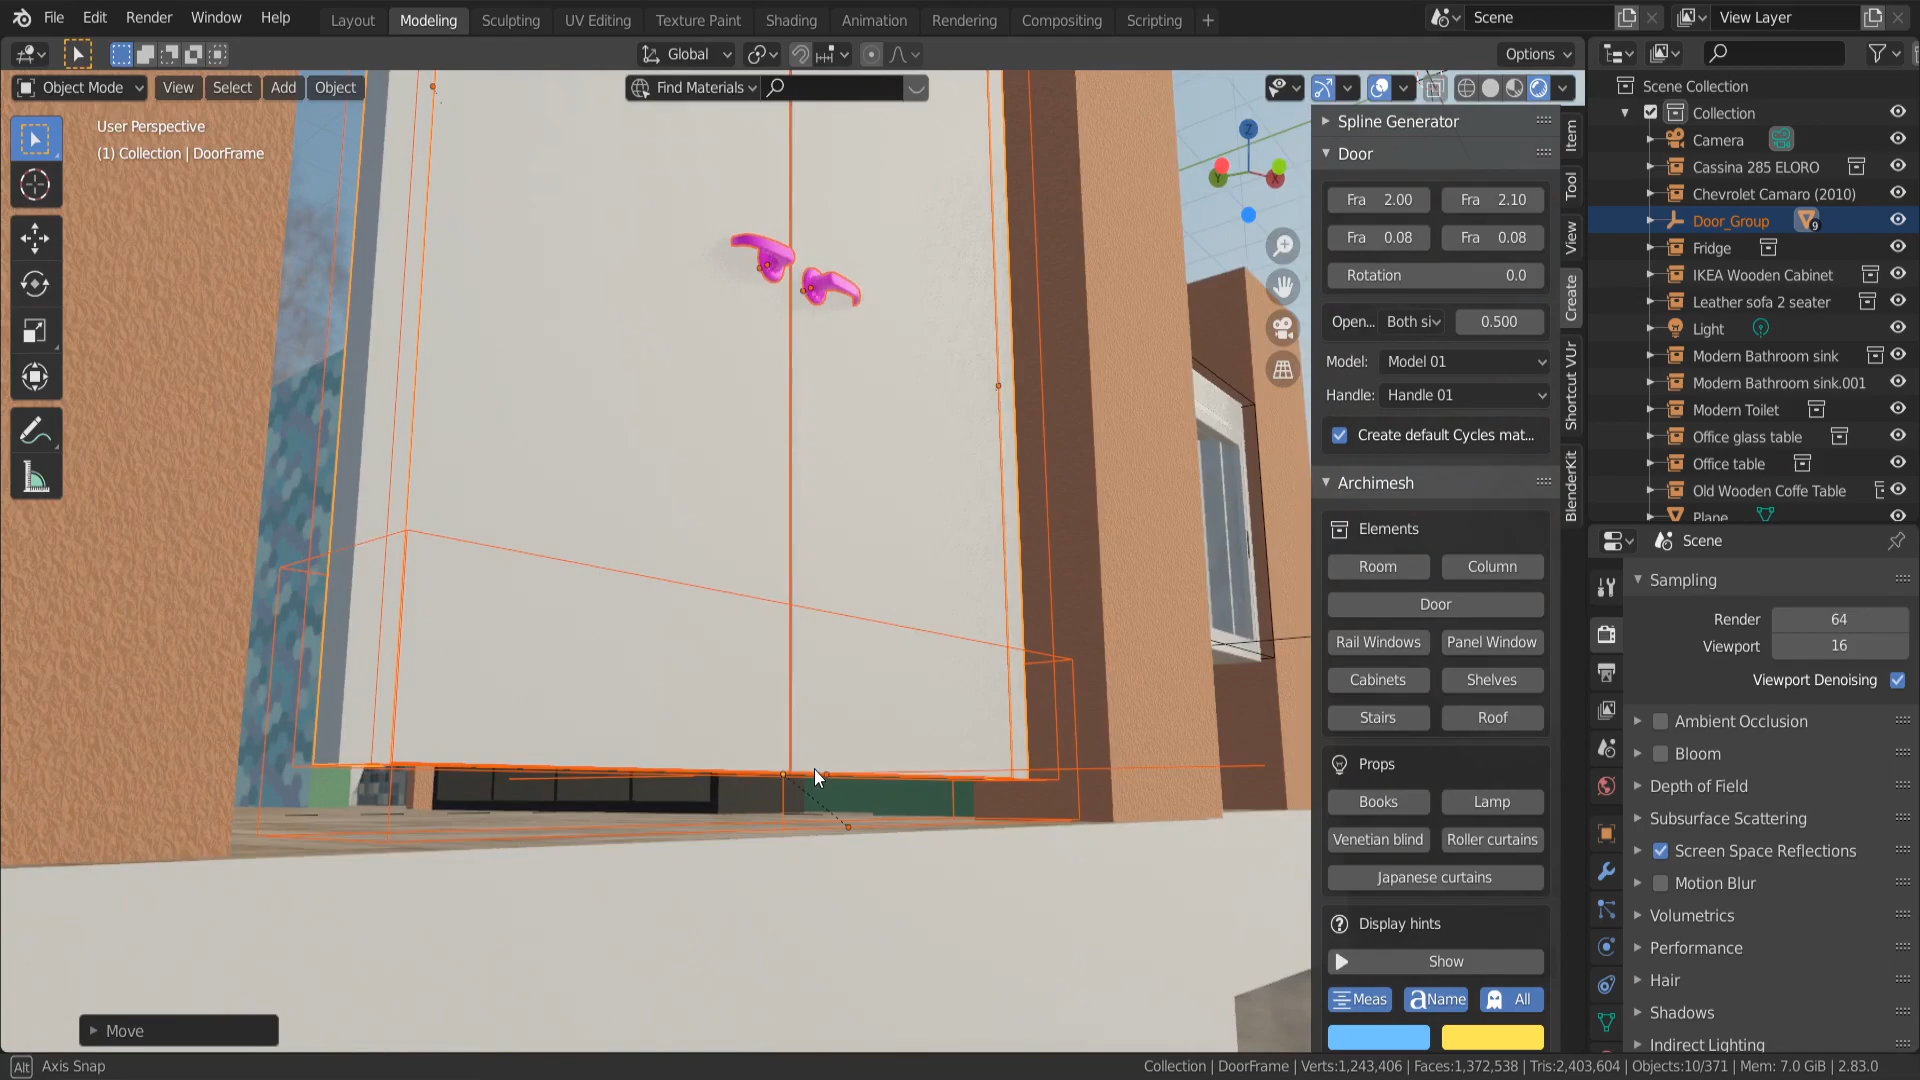 File Edit Render Window Help
Layout Modeling Sculpting UV Editing Texture Paint Shading Animation Rendering Compositing Scripting +
Scene View Layer
Global Options
Object Mode View Select Add Object Find Materials
User Perspective
(1) Collection | DoorFrame
Z
Y X
Spline Generator
Door
Fra 2.00 Fra 2.10
Fra 0.08 Fra 0.08
Rotation 0.0
Open... Both si 0.500
Model: Model 01
Handle: Handle 01
Create default Cycles mat...
Archimesh
Elements
Room Column
Door
Rail Windows Panel Window
Cabinets Shelves
Stairs Roof
Props
Books Lamp
Venetian blind Roller curtains
Japanese curtains
Display hints
Show
Meas aName All
Item
Tool
View
Create
Shortcut VUr
BlenderKit
Scene Collection
Collection
Camera
Cassina 285 ELORO
Chevrolet Camaro (2010)
Door_Group 9
Fridge
IKEA Wooden Cabinet
Leather sofa 2 seater
Light
Modern Bathroom sink
Modern Bathroom sink.001
Modern Toilet
Office glass table
Office table
Old Wooden Coffe Table
Plane
Scene
Sampling
Render 64
Viewport 16
Viewport Denoising
Ambient Occlusion
Bloom
Depth of Field
Subsurface Scattering
Screen Space Reflections
Motion Blur
Volumetrics
Performance
Hair
Shadows
Indirect Lighting
Move
Alt Axis Snap
Collection | DoorFrame | Verts:1,243,406 | Faces:1,372,538 | Tris:2,403,604 | Objects:10/371 | Mem: 7.0 GiB | 2.83.0